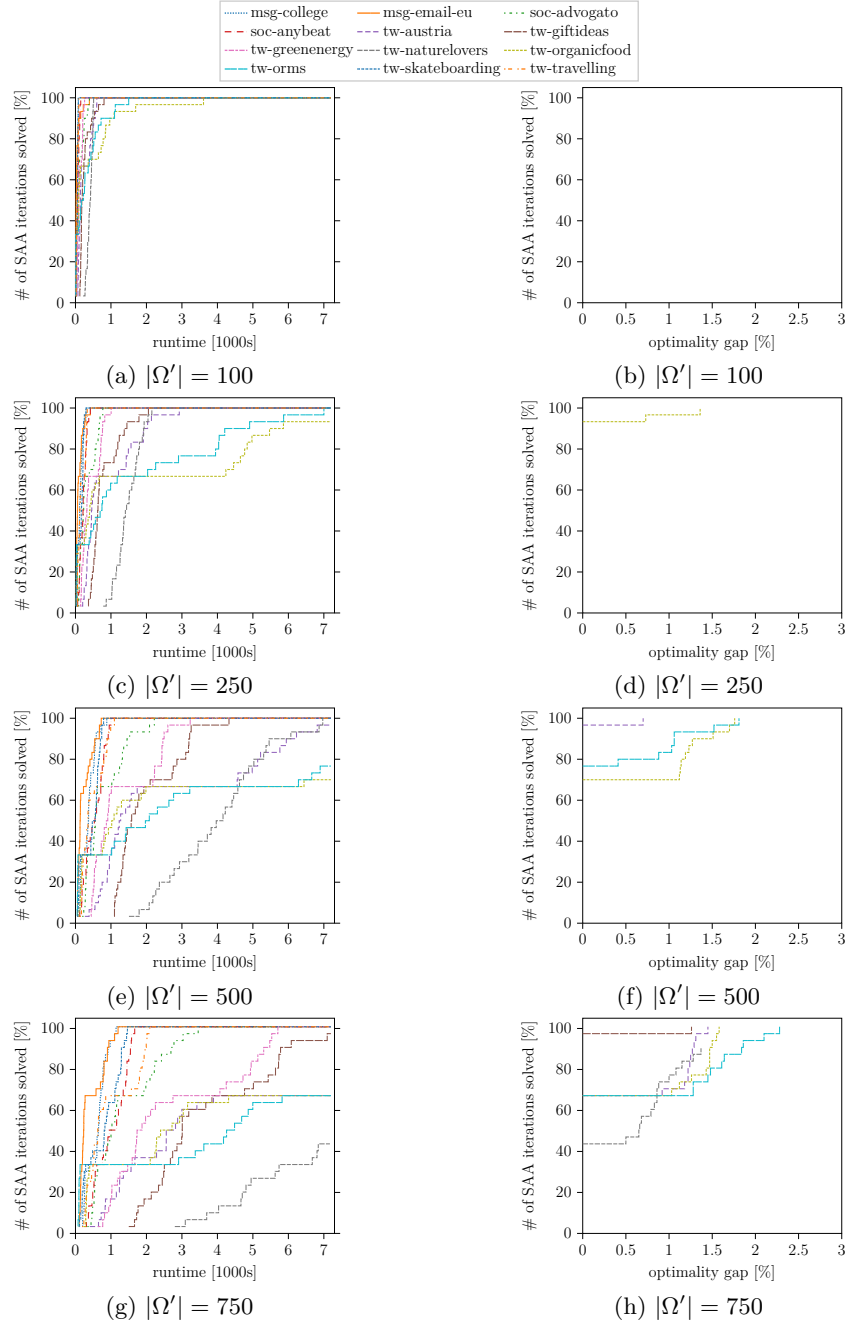 msg-college msg-email-eu soc-advogato
soc-anybeat tw-austria tw-giftideas
tw-greenenergy tw-naturelovers tw-organicfood
tw-orms tw-skateboarding tw-travelling
# of SAA iterations solved [%]
100
80
60
40
20
0
0 1 2 3 4 5 6 7
runtime [1000s]
(a) |Ω′| = 100
# of SAA iterations solved [%]
100
80
60
40
20
0
0 0.5 1 1.5 2 2.5 3
optimality gap [%]
(b) |Ω′| = 100
# of SAA iterations solved [%]
100
80
60
40
20
0
0 1 2 3 4 5 6 7
runtime [1000s]
(c) |Ω′| = 250
# of SAA iterations solved [%]
100
80
60
40
20
0
0 0.5 1 1.5 2 2.5 3
optimality gap [%]
(d) |Ω′| = 250
# of SAA iterations solved [%]
100
80
60
40
20
0
0 1 2 3 4 5 6 7
runtime [1000s]
(e) |Ω′| = 500
# of SAA iterations solved [%]
100
80
60
40
20
0
0 0.5 1 1.5 2 2.5 3
optimality gap [%]
(f) |Ω′| = 500
# of SAA iterations solved [%]
100
80
60
40
20
0
0 1 2 3 4 5 6 7
runtime [1000s]
(g) |Ω′| = 750
# of SAA iterations solved [%]
100
80
60
40
20
0
0 0.5 1 1.5 2 2.5 3
optimality gap [%]
(h) |Ω′| = 750